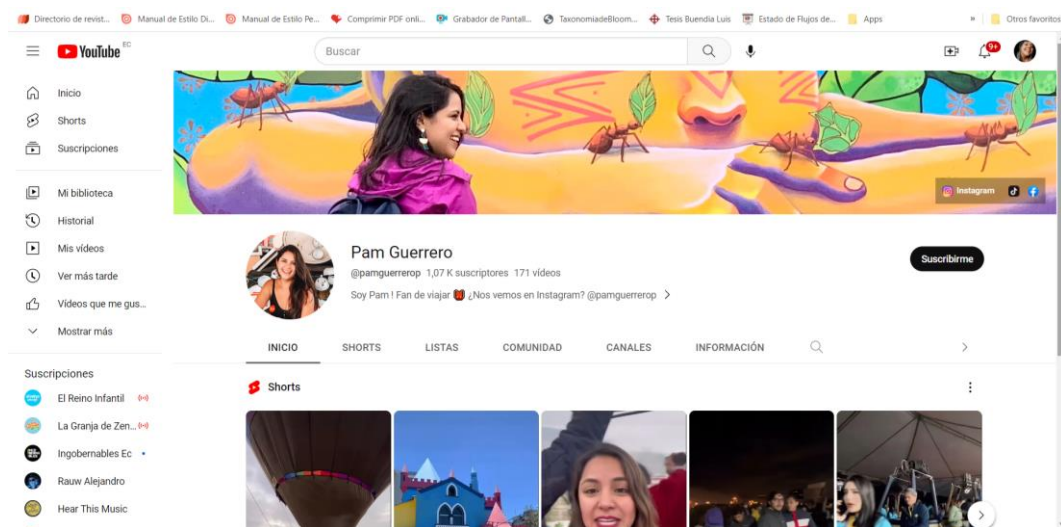 Directorio de revist...
Manual de Estilo Di...
Manual de Estilo Pe...
Comprimir PDF onli...
Grabador de Pantall...
TaxonomiadeBloom...
Tesis Buendia Luis
Estado de Flujos de...
Apps
»
Otros favoritos
YouTube EC
Buscar
9+
Inicio
Shorts
Suscripciones
Mi biblioteca
Historial
Mis vídeos
Ver más tarde
Vídeos que me gus...
Mostrar más
Suscripciones
El Reino Infantil
La Granja de Zen...
Ingobernables Ec
Rauw Alejandro
Hear This Music
Instagram
Pam Guerrero
@pamguerrerop 1,07 K suscriptores 171 vídeos
Soy Pam ! Fan de viajar ¿Nos vemos en Instagram? @pamguerrerop >
Suscribirme
INICIO SHORTS LISTAS COMUNIDAD CANALES INFORMACIÓN
Shorts